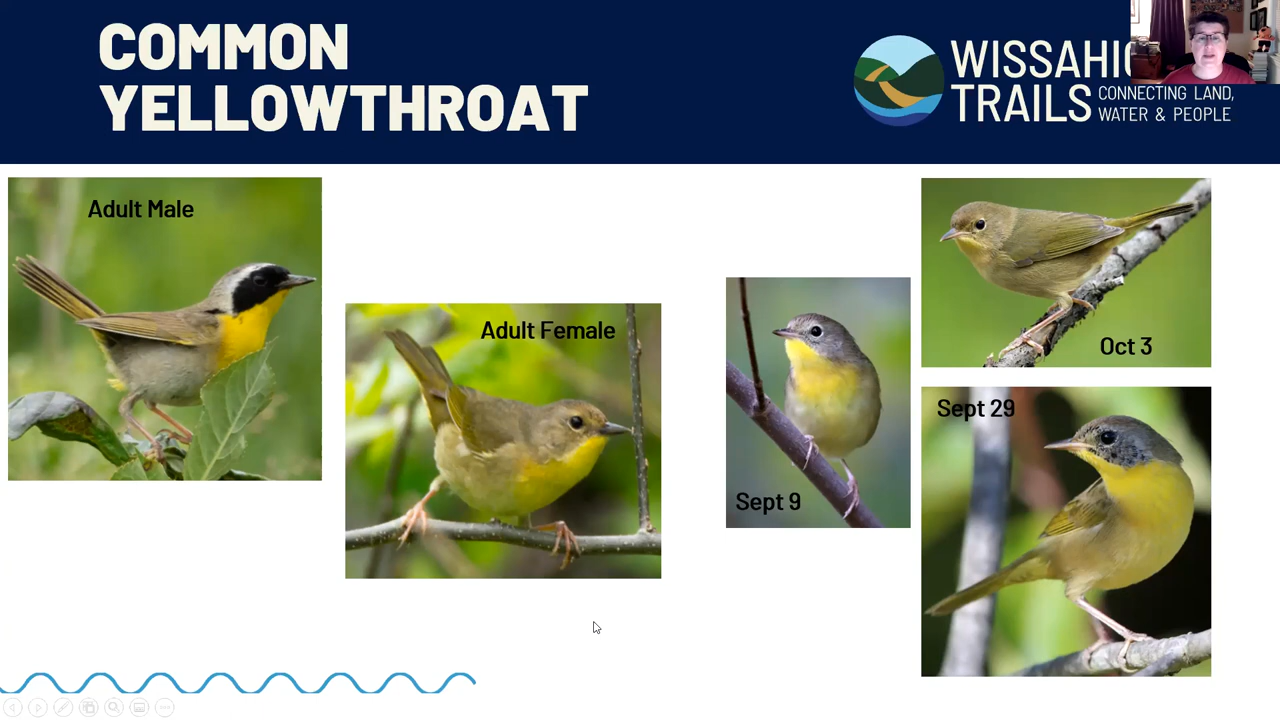 COMMON
YELLOWTHROAT
WISSAHIC
TRAILS
CONNECTING LAND,
WATER & PEOPLE
Adult Male
Adult Female
Sept 9
Oct 3
Sept 29